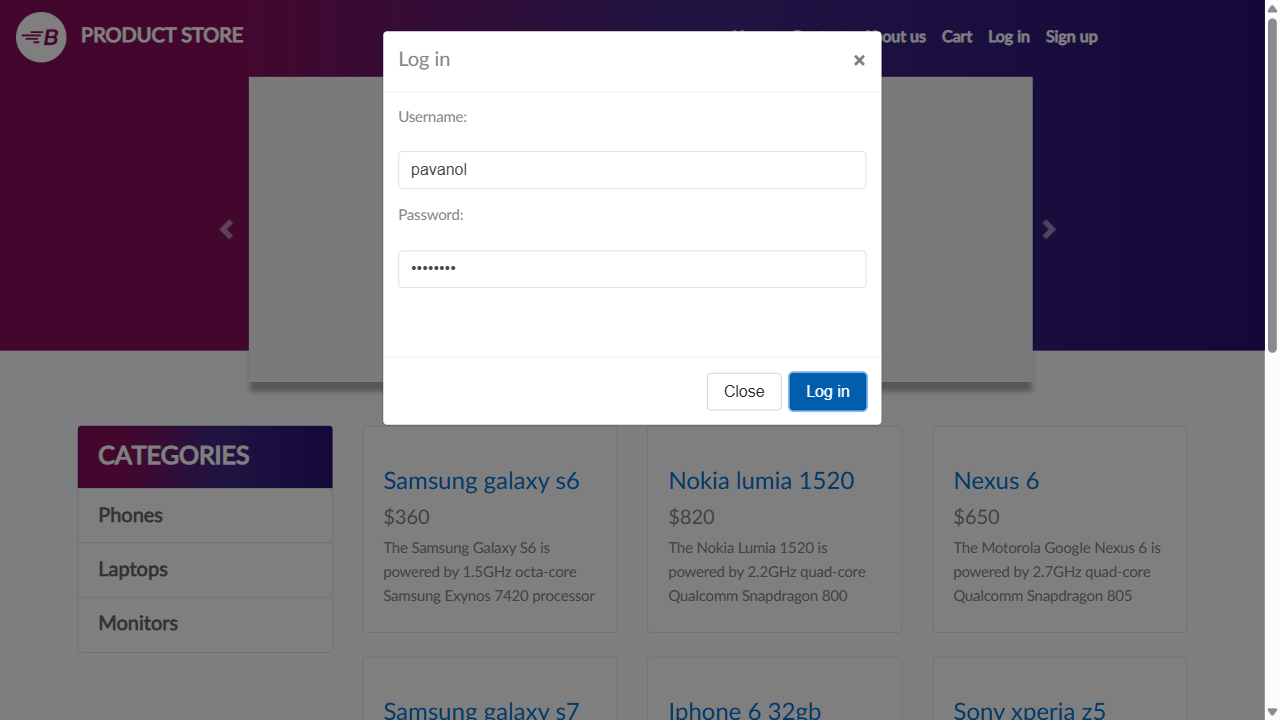 B PRODUCT STORE
out us Cart Log in Sign up
Log in ×
Username:
pavanol
Password:
••••••••
Close Log in
CATEGORIES
Phones
Laptops
Monitors
Samsung galaxy s6
$360
The Samsung Galaxy S6 is
powered by 1.5GHz octa-core
Samsung Exynos 7420 processor
Nokia lumia 1520
$820
The Nokia Lumia 1520 is
powered by 2.2GHz quad-core
Qualcomm Snapdragon 800
Nexus 6
$650
The Motorola Google Nexus 6 is
powered by 2.7GHz quad-core
Qualcomm Snapdragon 805
Samsung galaxy s7
Iphone 6 32gb
Sony xperia z5